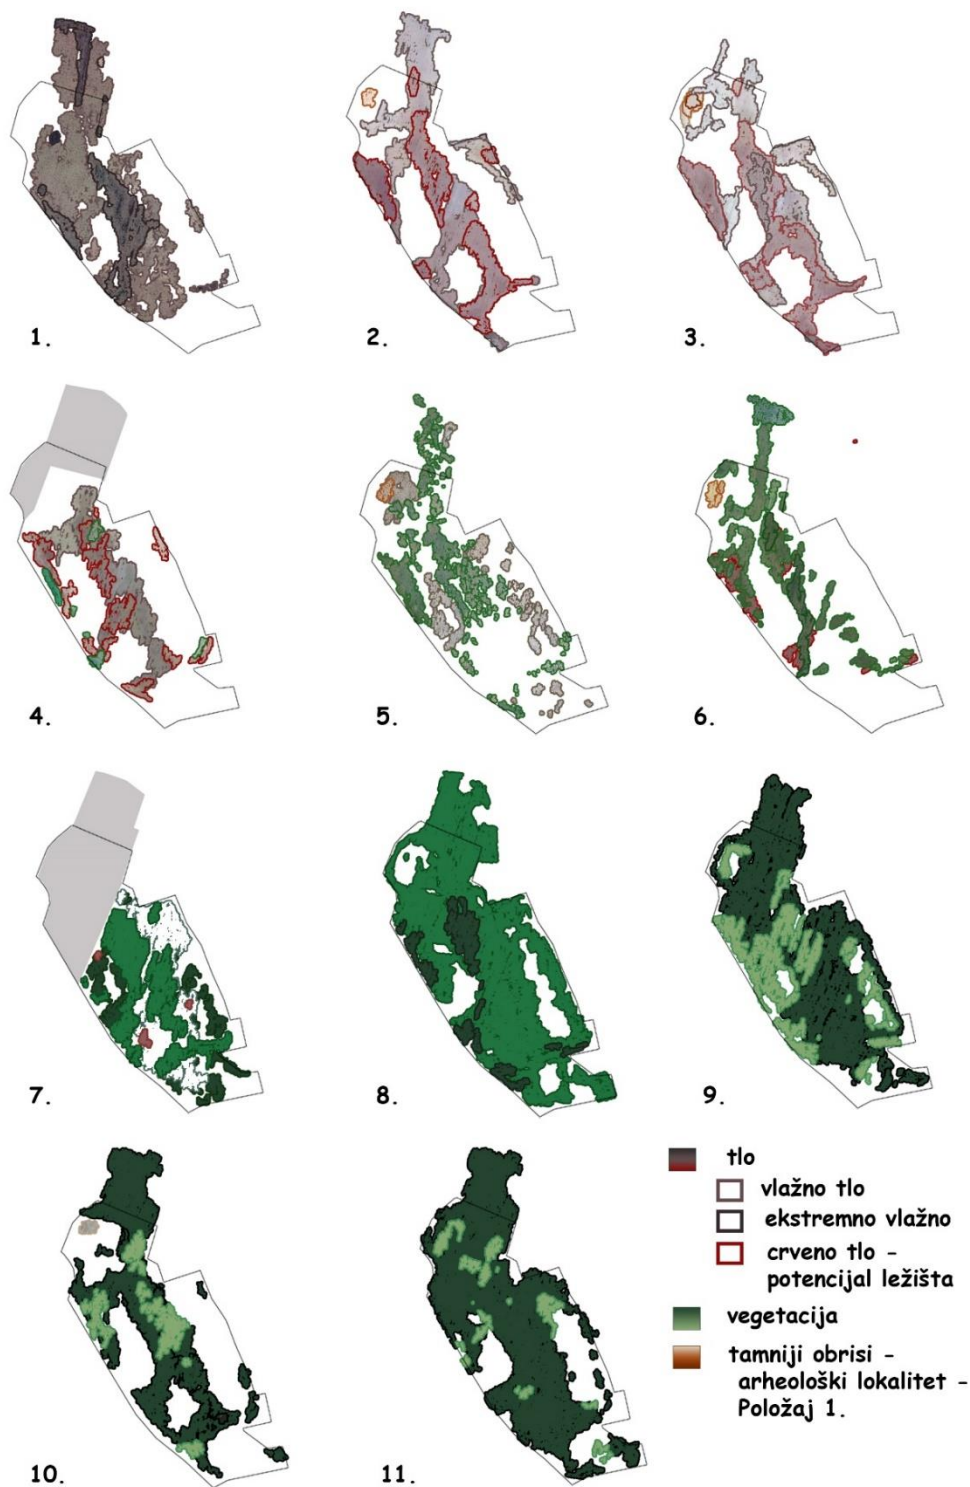 1.
2.
3.
4.
5.
6.
7.
8.
9.
10.
11.
tlo
vlažno tlo
ekstremno vlažno
crveno tlo -
potencijal ležišta
vegetacija
tamniji obrisi -
arheološki lokalitet -
Položaj 1.